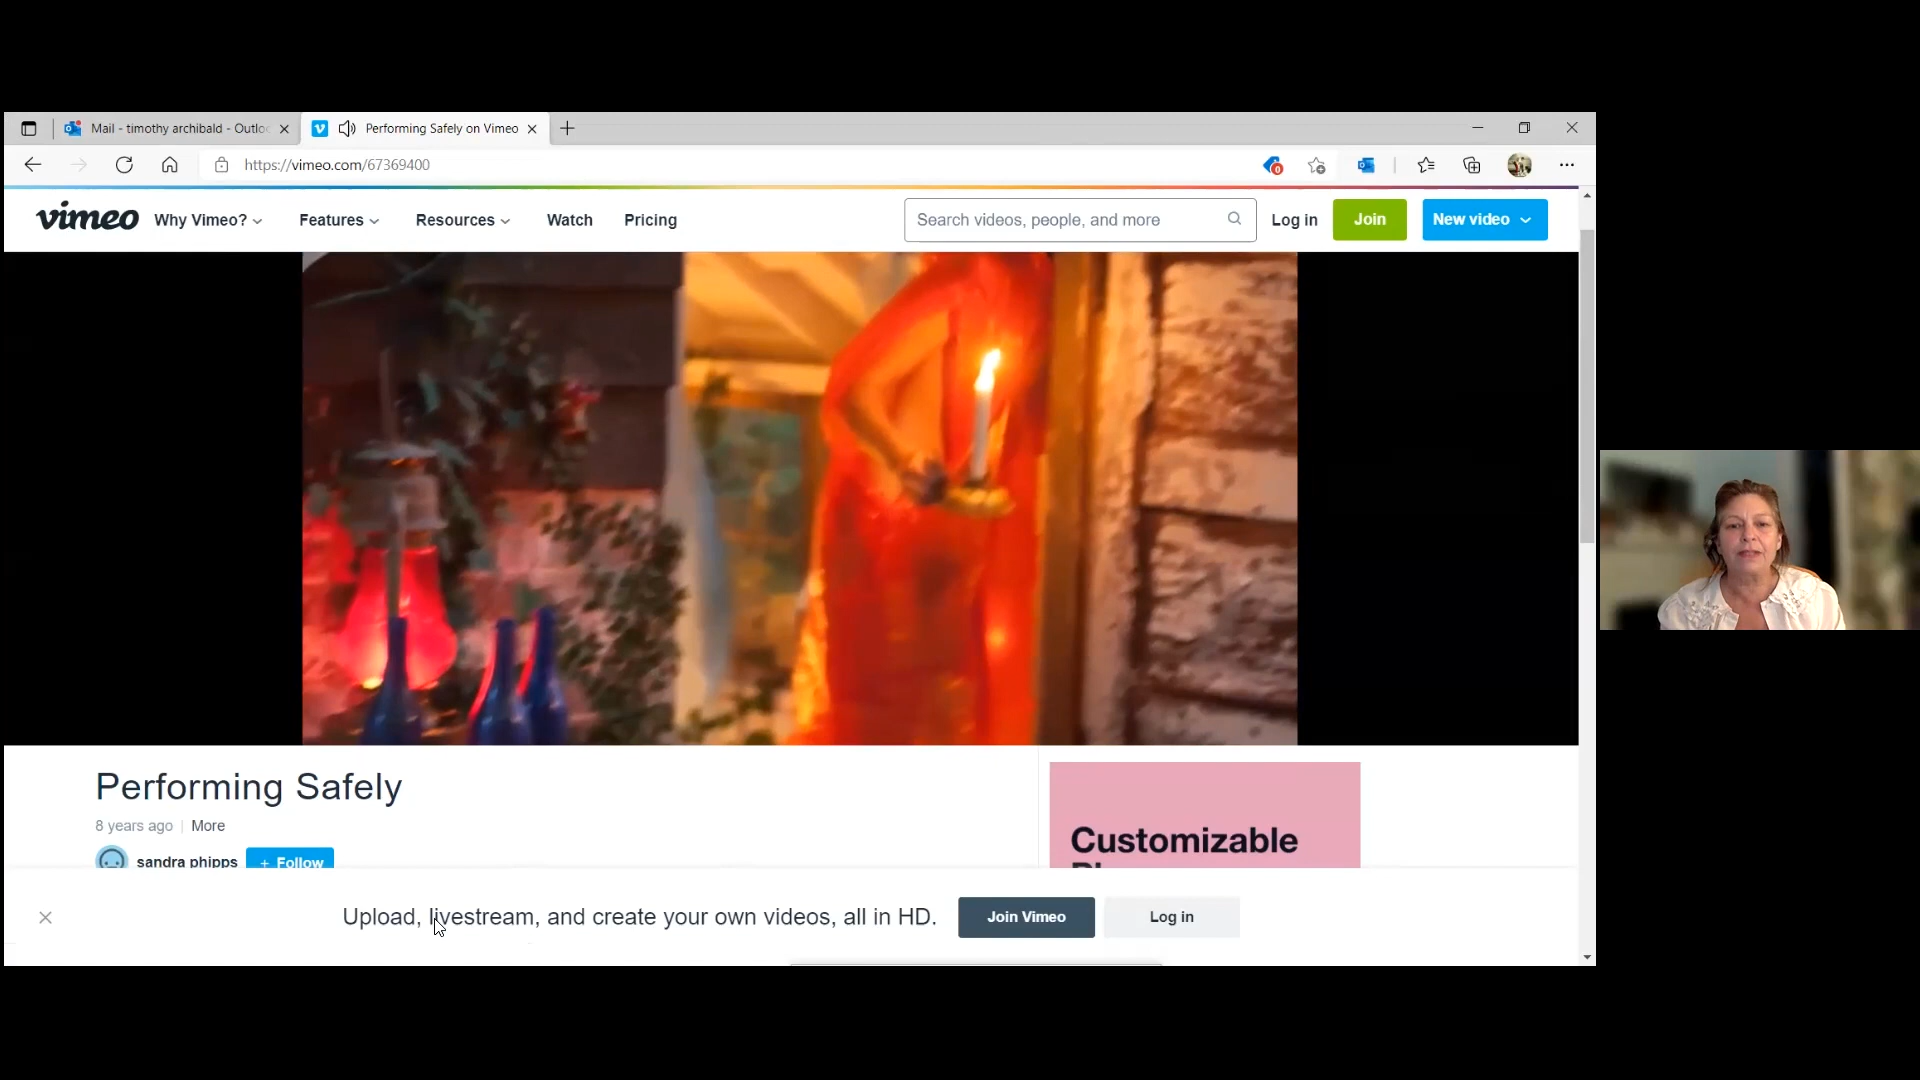 Mail - timothy archibald - Outlo
Performing Safely on Vimeo
https://vimeo.com/67369400
0
vimeo
Why Vimeo?
Features
Resources
Watch
Pricing
Search videos, people, and more
Log in
Join
New video
Performing Safely
8 years ago | More
sandra phipps
+ Follow
Customizable
Upload, livestream, and create your own videos, all in HD.
Join Vimeo
Log in